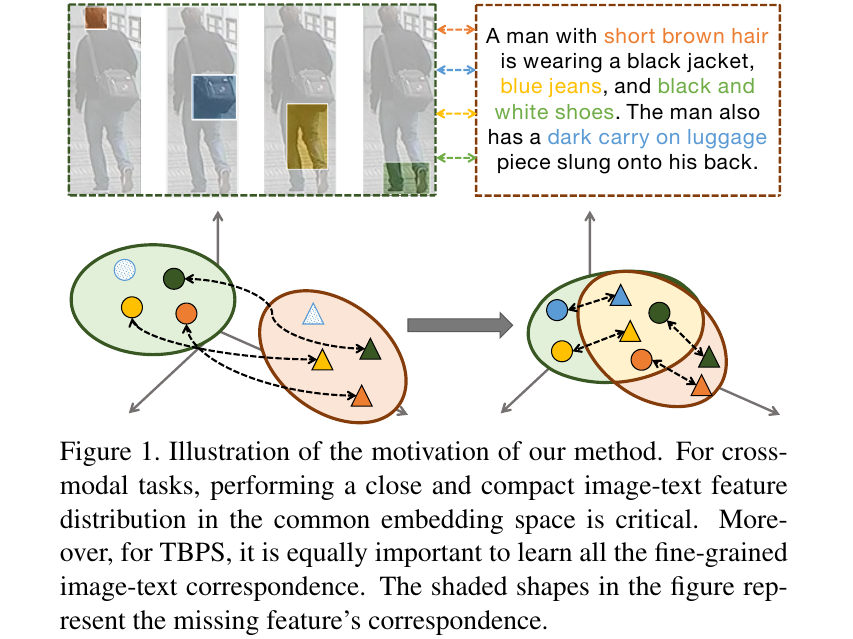 A man with short brown hair
is wearing a black jacket,
blue jeans, and black and
white shoes. The man also
has a dark carry on luggage
piece slung onto his back.
Figure 1. Illustration of the motivation of our method. For cross-
modal tasks, performing a close and compact image-text feature
distribution in the common embedding space is critical. More-
over, for TBPS, it is equally important to learn all the fine-grained
image-text correspondence. The shaded shapes in the figure rep-
resent the missing feature's correspondence.